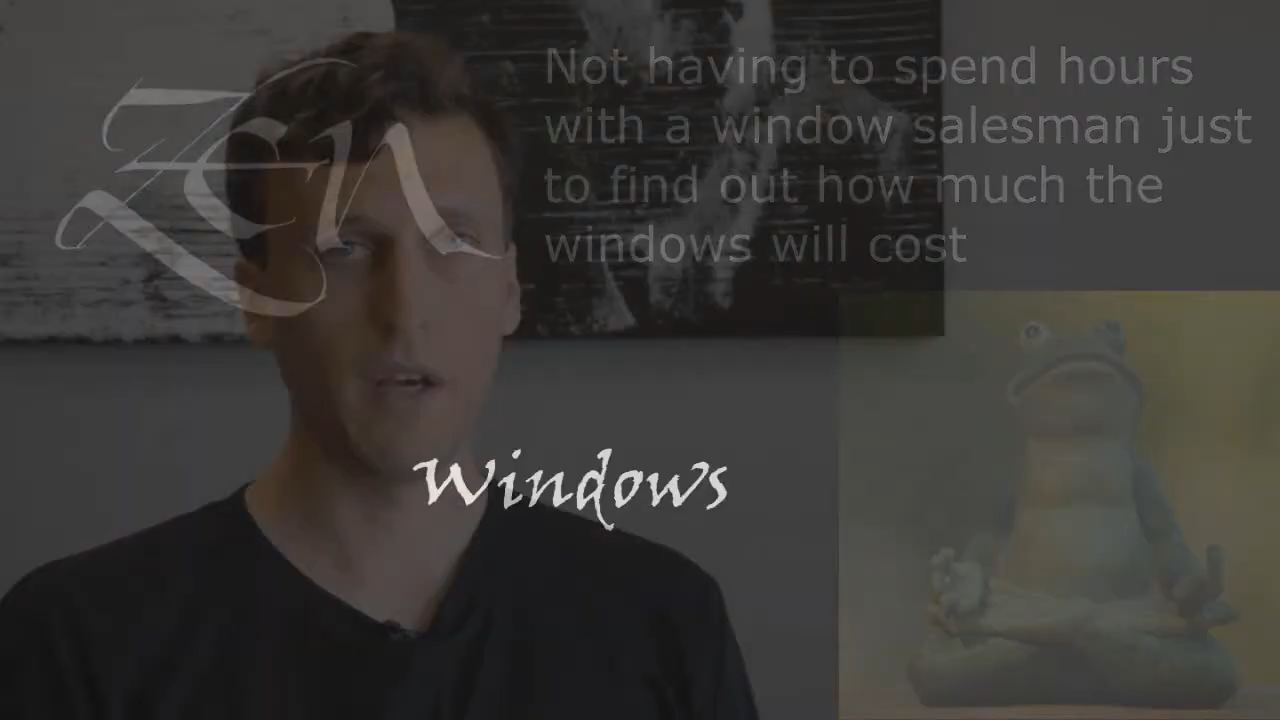 Zen
Not having to spend hours
with a window salesman just
to find out how much the
windows will cost
Windows